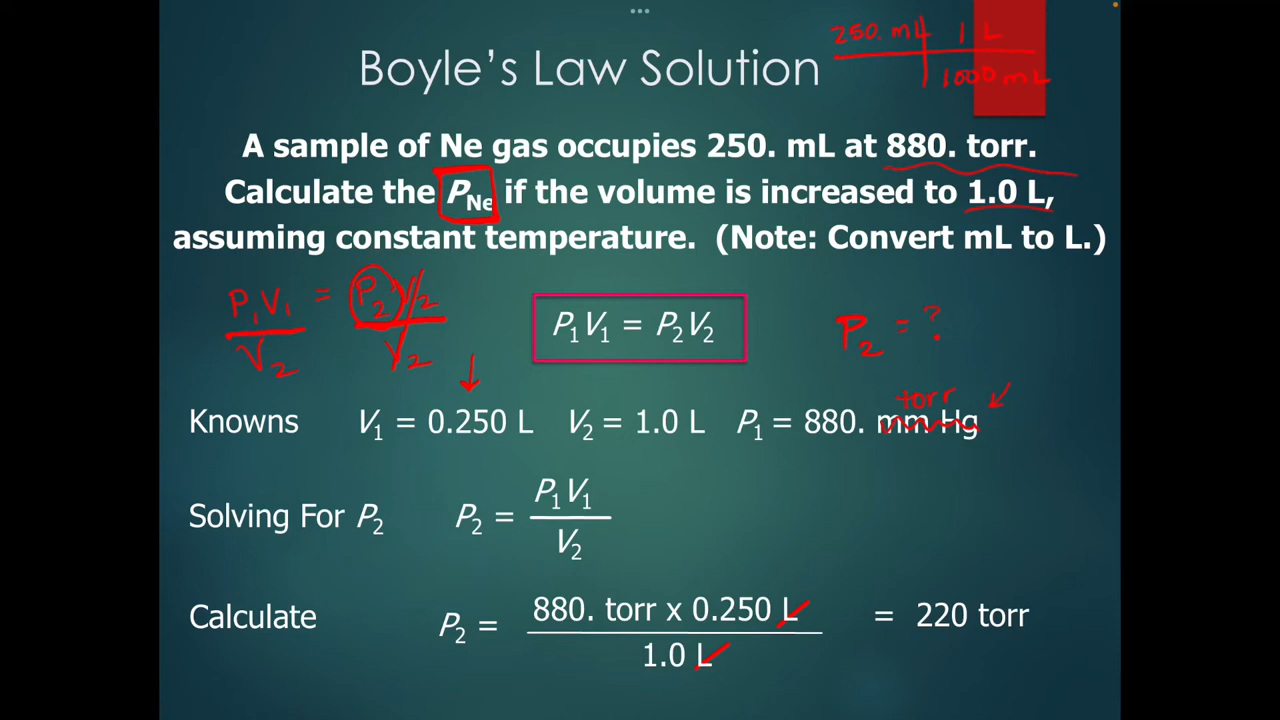 250. mL | 1 L
1000 mL
Boyle's Law Solution
A sample of Ne gas occupies 250. mL at 880. torr.
Calculate the P_Ne if the volume is increased to 1.0 L,
assuming constant temperature. (Note: Convert mL to L.)
P₁V₁ = P₂V₂
V₂ V₂
P₁V₁ = P₂V₂
P₂ = ?
torr
Knowns V₁ = 0.250 L V₂ = 1.0 L P₁ = 880. mm Hg
Solving For P₂ P₂ = P₁V₁
V₂
Calculate P₂ = 880. torr x 0.250 L = 220 torr
1.0 L